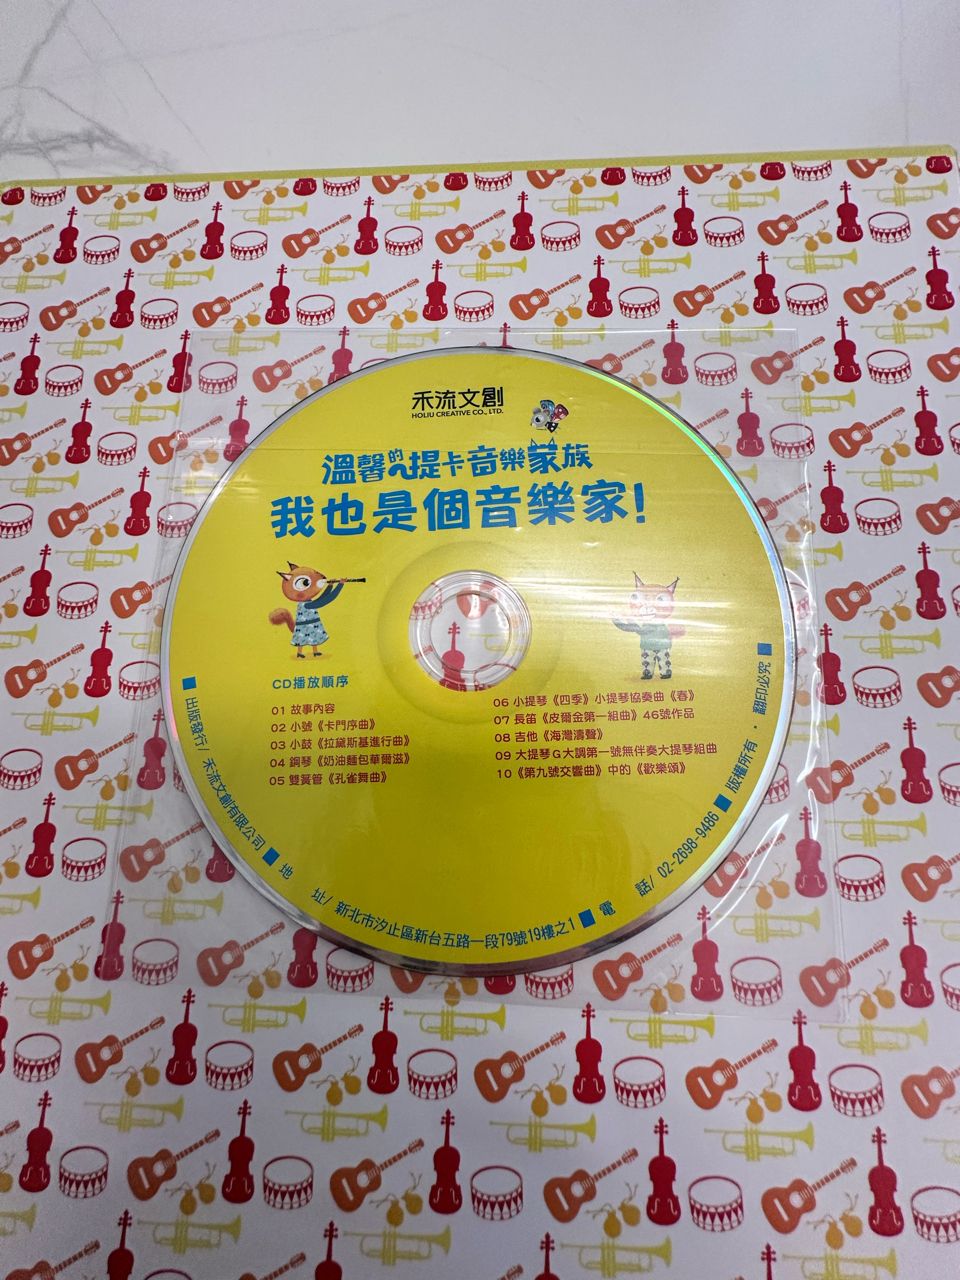 禾流文創
HOLIU CREATIVE CO., LTD.
溫馨的提卡音樂家族
我也是個音樂家!
CD播放順序
01 故事內容
02 小號《卡門序曲》
03 小鼓《拉黛斯基進行曲》
04 鋼琴《奶油麵包華爾滋》
05 雙黃管《孔雀舞曲》
06 小提琴《四季》小提琴協奏曲《春》
07 長笛《皮爾金第一組曲》46號作品
08 吉他《海灣濤聲》
09 大提琴G大調第一號無伴奏大提琴組曲
10《第九號交響曲》中的《歡樂頌》
■ 出版發行/ 禾流文創有限公司 ■ 地 址/ 新北市汐止區新台五路一段79號19樓之1 ■ 電 話/ 02-2698-9486 ■ 版權所有・翻印必究 ■